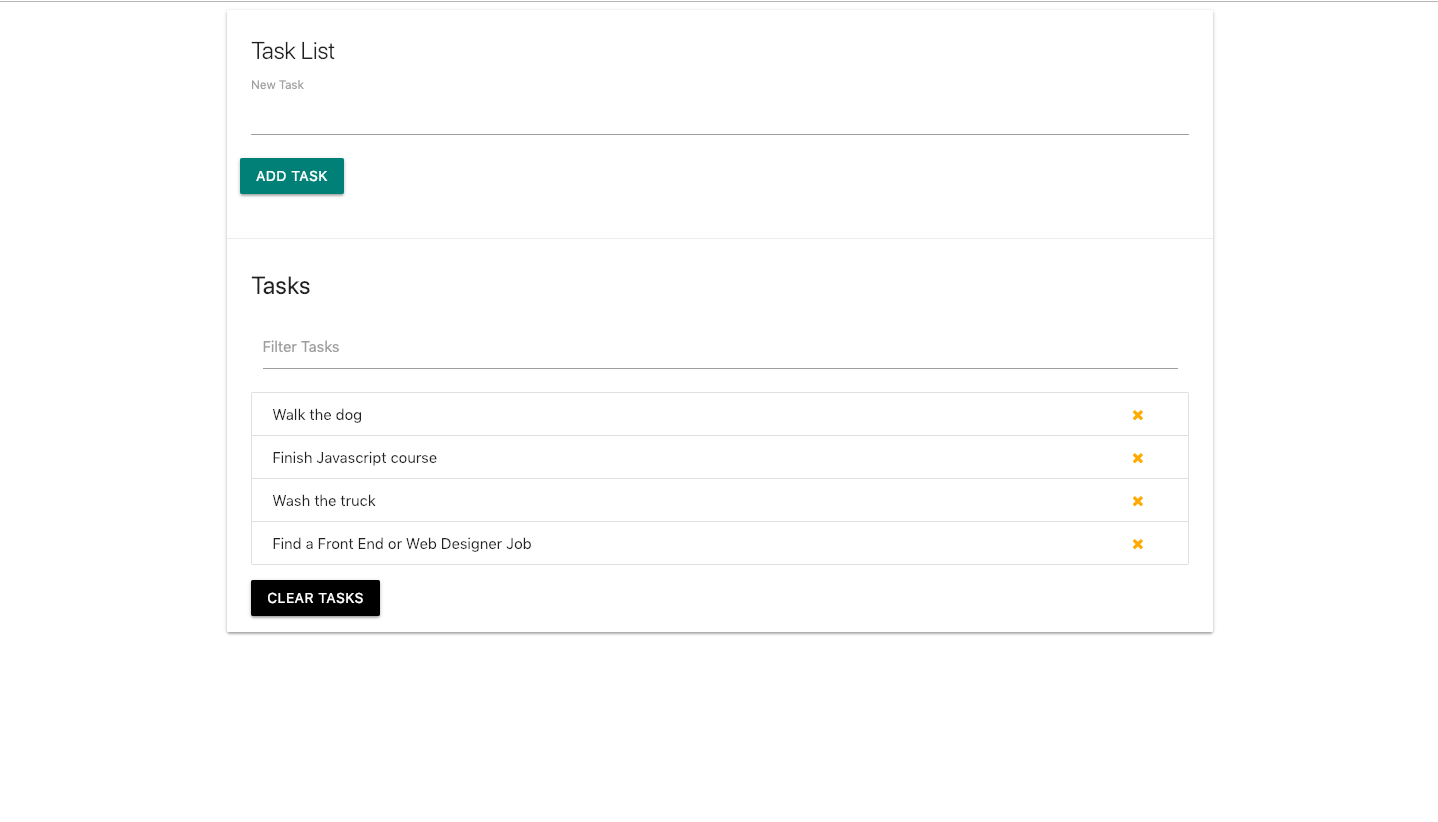 Task List
New Task
ADD TASK
Tasks
Filter Tasks
Walk the dog
Finish Javascript course
Wash the truck
Find a Front End or Web Designer Job
CLEAR TASKS